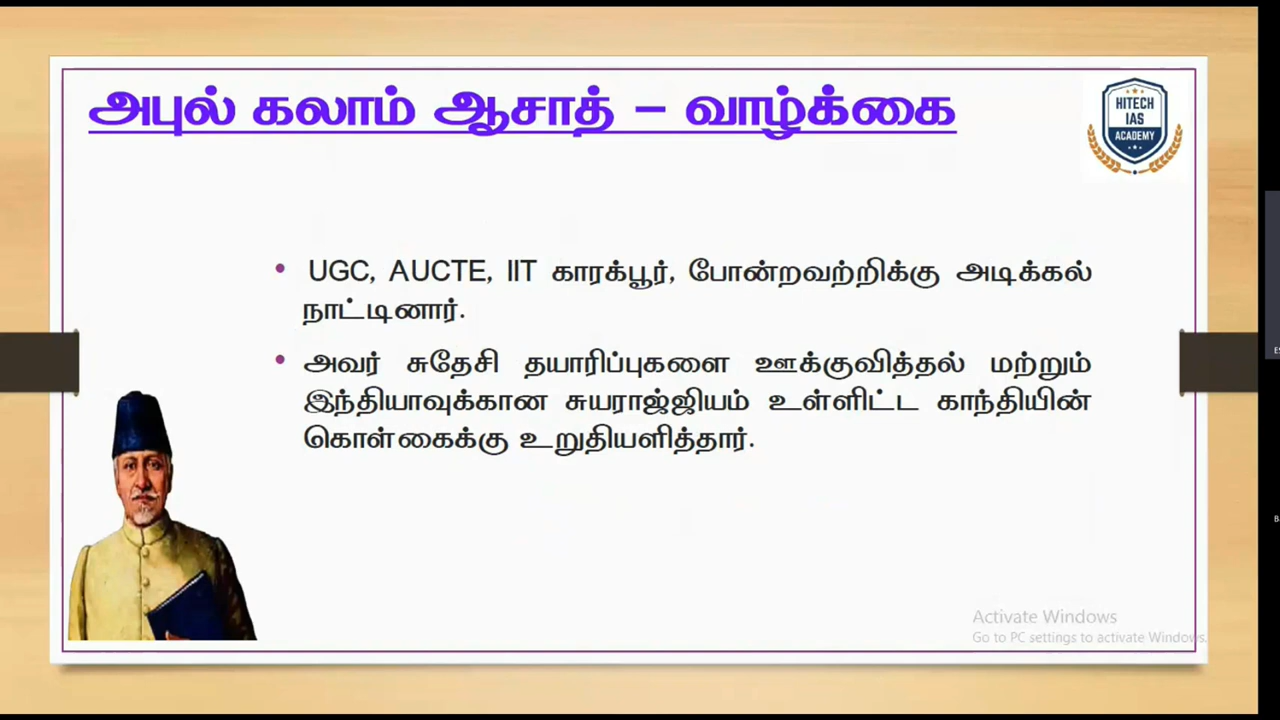 அபுல் கலாம் ஆசாத் – வாழ்க்கை
HITECH
IAS
ACADEMY
• UGC, AUCTE, IIT காரக்பூர், போன்றவற்றிக்கு அடிக்கல்
நாட்டினார்.
• அவர் சுதேசி தயாரிப்புகளை ஊக்குவித்தல் மற்றும்
இந்தியாவுக்கான சுயராஜ்ஜியம் உள்ளிட்ட காந்தியின்
கொள்கைக்கு உறுதியளித்தார்.
Activate Windows
Go to PC settings to activate Windows.